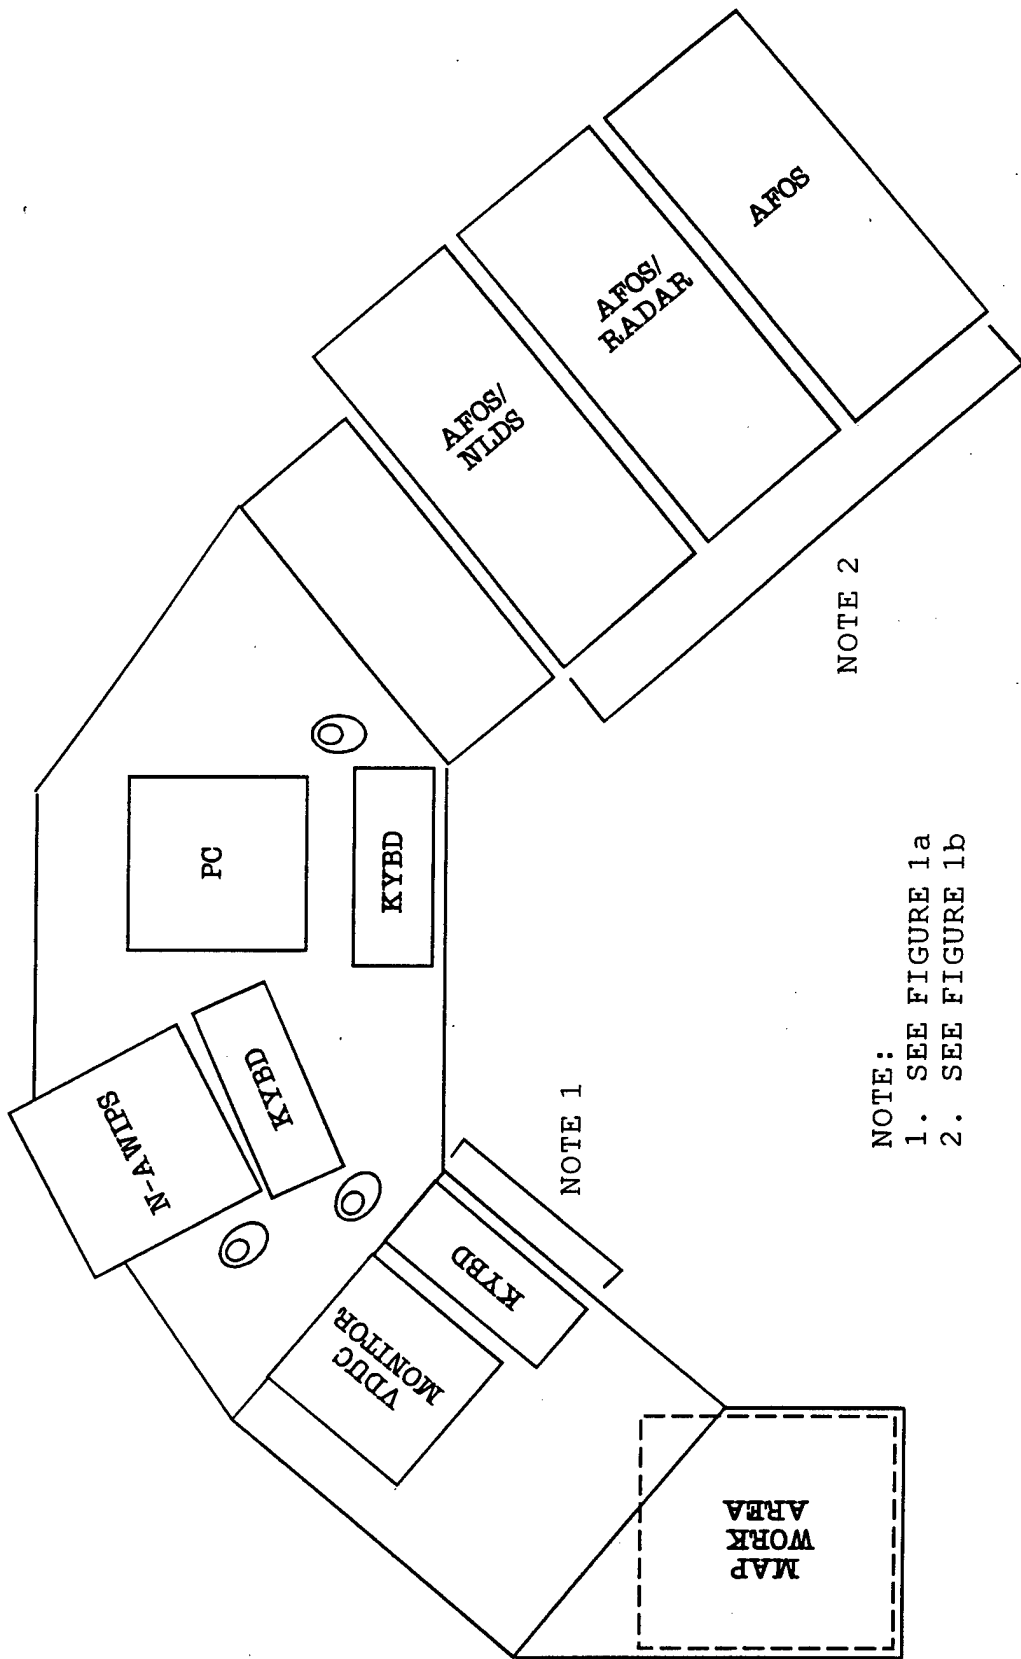 MAP
WORK
AREA
VDUC
MONITOR
KYBD
NOTE 1
N-AWIPS
KYBD
PC
KYBD
AFOS/
NLDS
AFOS/
RADAR
AFOS
NOTE 2
NOTE:
1. SEE FIGURE 1a
2. SEE FIGURE 1b